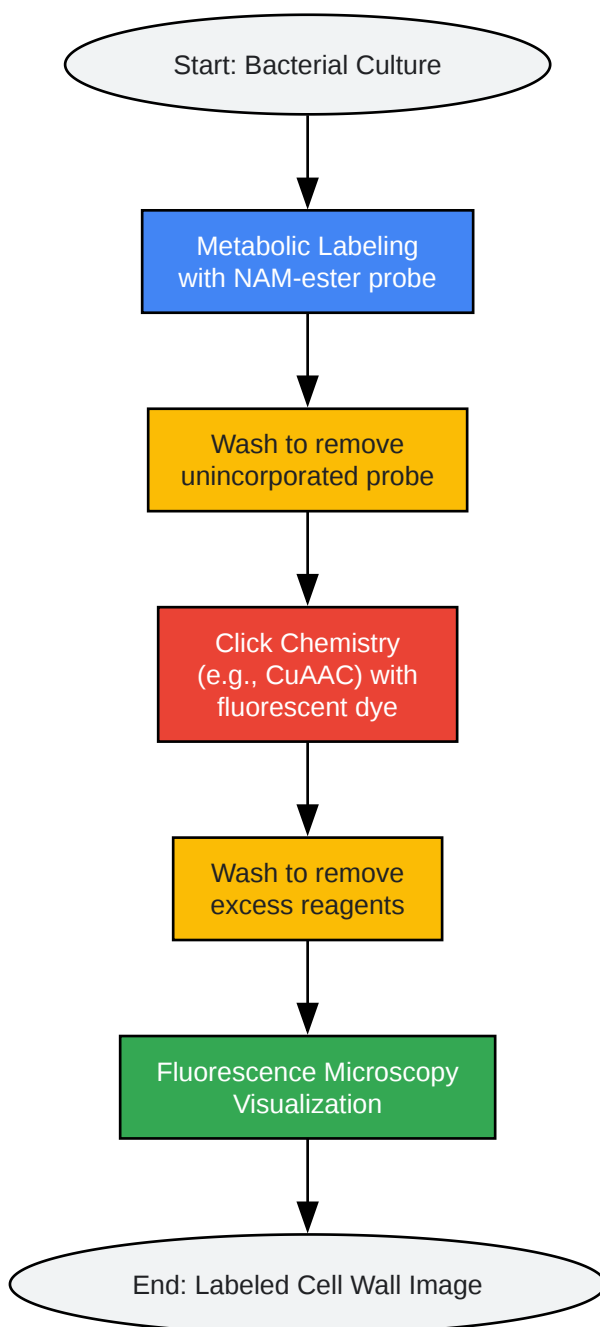 Start: Bacterial Culture
Metabolic Labeling
with NAM-ester probe
Wash to remove
unincorporated probe
Click Chemistry
(e.g., CuAAC) with
fluorescent dye
Wash to remove
excess reagents
Fluorescence Microscopy
Visualization
End: Labeled Cell Wall Image